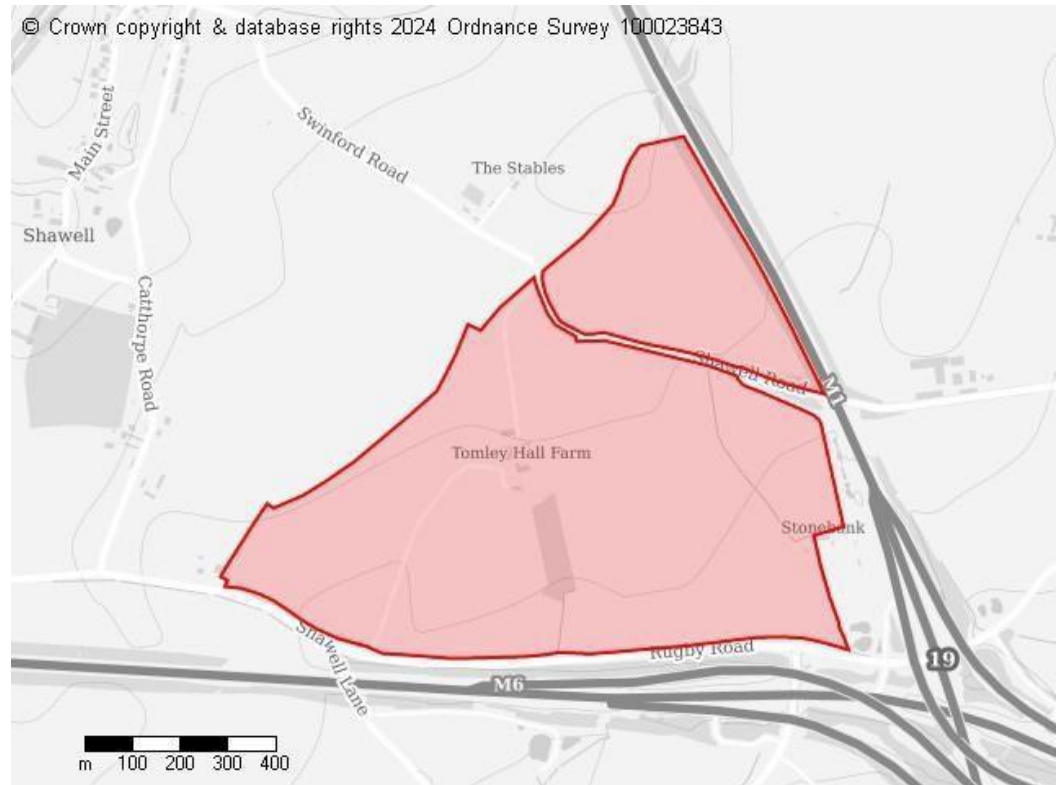 © Crown copyright & database rights 2024 Ordnance Survey 100023843
Main Street
Swinford Road
The Stables
Shawell
Catthorpe Road
Shawell Road
M1
Tomley Hall Farm
Stonebank
Shawell Lane
Rugby Road
19
M6
m 100 200 300 400